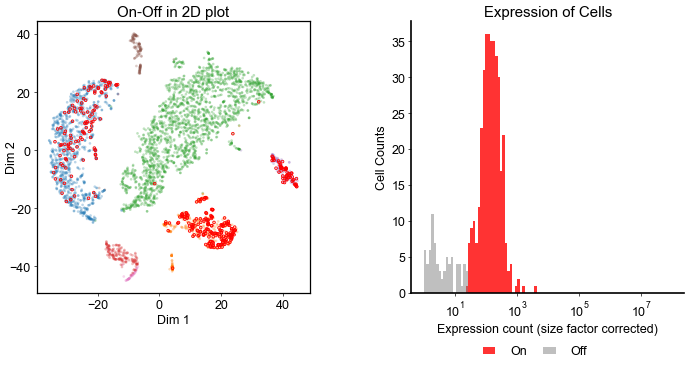 On-Off in 2D plot
40
20
0
−20
−40
Dim 2
−20
0
20
40
Dim 1
Expression of Cells
35
30
25
20
15
10
5
0
Cell Counts
10^1
10^3
10^5
10^7
Expression count (size factor corrected)
On
Off